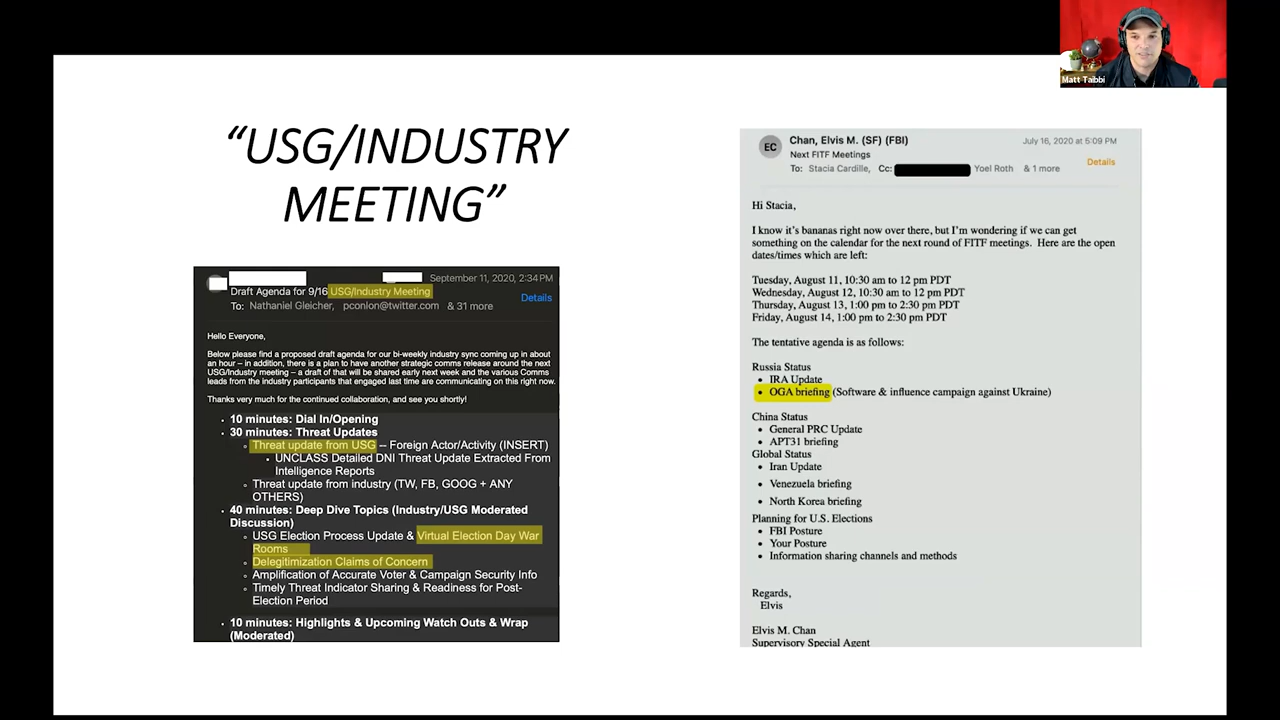 Matt Taibbi
“USG/INDUSTRY
MEETING”
September 11, 2020, 2:34 PM
Draft Agenda for 9/16 USG/Industry Meeting
Details
To: Nathaniel Gleicher, pconlon@twitter.com & 31 more
Hello Everyone,
Below please find a proposed draft agenda for our bi-weekly industry sync coming up in about
an hour – in addition, there is a plan to have another strategic comms release around the next
USG/Industry meeting – a draft of that will be shared early next week and the various Comms
leads from the industry participants that engaged last time are communicating on this right now.
Thanks very much for the continued collaboration, and see you shortly!
• 10 minutes: Dial In/Opening
• 30 minutes: Threat Updates
◦ Threat update from USG -- Foreign Actor/Activity (INSERT)
▪ UNCLASS Detailed DNI Threat Update Extracted From
Intelligence Reports
◦ Threat update from industry (TW, FB, GOOG + ANY
OTHERS)
• 40 minutes: Deep Dive Topics (Industry/USG Moderated
Discussion)
◦ USG Election Process Update & Virtual Election Day War
Rooms
◦ Delegitimization Claims of Concern
◦ Amplification of Accurate Voter & Campaign Security Info
◦ Timely Threat Indicator Sharing & Readiness for Post-
Election Period
• 10 minutes: Highlights & Upcoming Watch Outs & Wrap
(Moderated)
EC
Chan, Elvis M. (SF) (FBI)
July 16, 2020 at 5:09 PM
Next FITF Meetings
Details
To: Stacia Cardille, Cc: Yoel Roth & 1 more
Hi Stacia,
I know it’s bananas right now over there, but I’m wondering if we can get
something on the calendar for the next round of FITF meetings. Here are the open
dates/times which are left:
Tuesday, August 11, 10:30 am to 12 pm PDT
Wednesday, August 12, 10:30 am to 12 pm PDT
Thursday, August 13, 1:00 pm to 2:30 pm PDT
Friday, August 14, 1:00 pm to 2:30 pm PDT
The tentative agenda is as follows:
Russia Status
• IRA Update
• OGA briefing (Software & influence campaign against Ukraine)
China Status
• General PRC Update
• APT31 briefing
Global Status
• Iran Update
• Venezuela briefing
• North Korea briefing
Planning for U.S. Elections
• FBI Posture
• Your Posture
• Information sharing channels and methods
Regards,
Elvis
Elvis M. Chan
Supervisory Special Agent